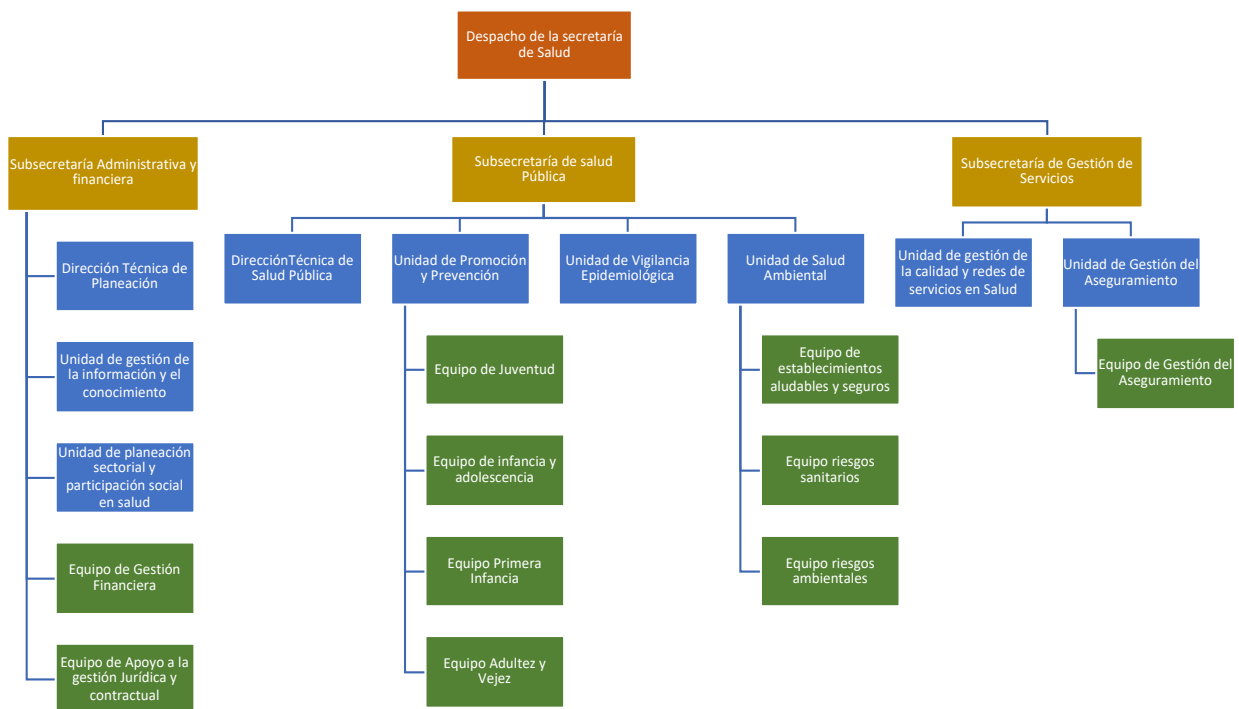 Despacho de la secretaría
de Salud
Subsecretaría Administrativa y
financiera
Subsecretaría de salud
Pública
Subsecretaría de Gestión de
Servicios
Dirección Técnica de
Planeación
Unidad de gestión de
la información y el
conocimiento
Unidad de planeación
sectorial y
participación social
en salud
Equipo de Gestión
Financiera
Equipo de Apoyo a la
gestión Jurídica y
contractual
DirecciónTécnica de
Salud Pública
Unidad de Promoción
y Prevención
Equipo de Juventud
Equipo de infancia y
adolescencia
Equipo Primera
Infancia
Equipo Adultez y
Vejez
Unidad de Vigilancia
Epidemiológica
Unidad de Salud
Ambiental
Equipo de
establecimientos
aludables y seguros
Equipo riesgos
sanitarios
Equipo riesgos
ambientales
Unidad de gestión de
la calidad y redes de
servicios en Salud
Unidad de Gestión del
Aseguramiento
Equipo de Gestión del
Aseguramiento